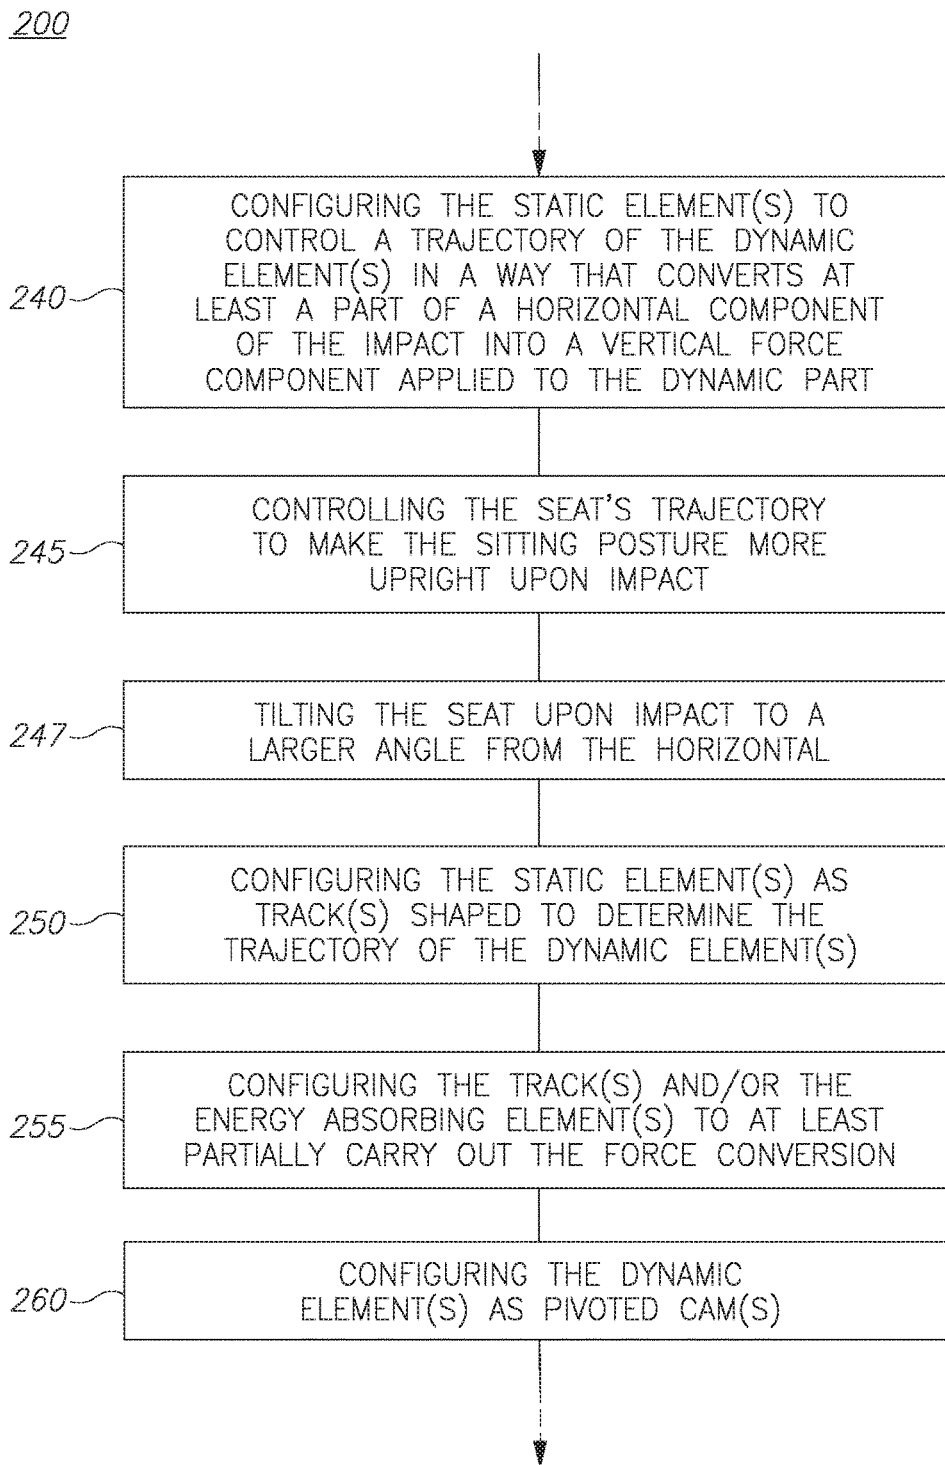 200
CONFIGURING THE STATIC ELEMENT(S) TO
CONTROL A TRAJECTORY OF THE DYNAMIC
ELEMENT(S) IN A WAY THAT CONVERTS AT
240
LEAST A PART OF A HORIZONTAL COMPONENT
OF THE IMPACT INTO A VERTICAL FORCE
COMPONENT APPLIED TO THE DYNAMIC PART
CONTROLLING THE SEAT'S TRAJECTORY
245
TO MAKE THE SITTING POSTURE MORE
UPRIGHT UPON IMPACT
247
TILTING THE SEAT UPON IMPACT TO A
LARGER ANGLE FROM THE HORIZONTAL
CONFIGURING THE STATIC ELEMENT(S) AS
250
TRACK(S) SHAPED TO DETERMINE THE
TRAJECTORY OF THE DYNAMIC ELEMENT(S)
CONFIGURING THE TRACK(S) AND/OR THE
255
ENERGY ABSORBING ELEMENT(S) TO AT LEAST
PARTIALLY CARRY OUT THE FORCE CONVERSION
260
CONFIGURING THE DYNAMIC
ELEMENT(S) AS PIVOTED CAM(S)